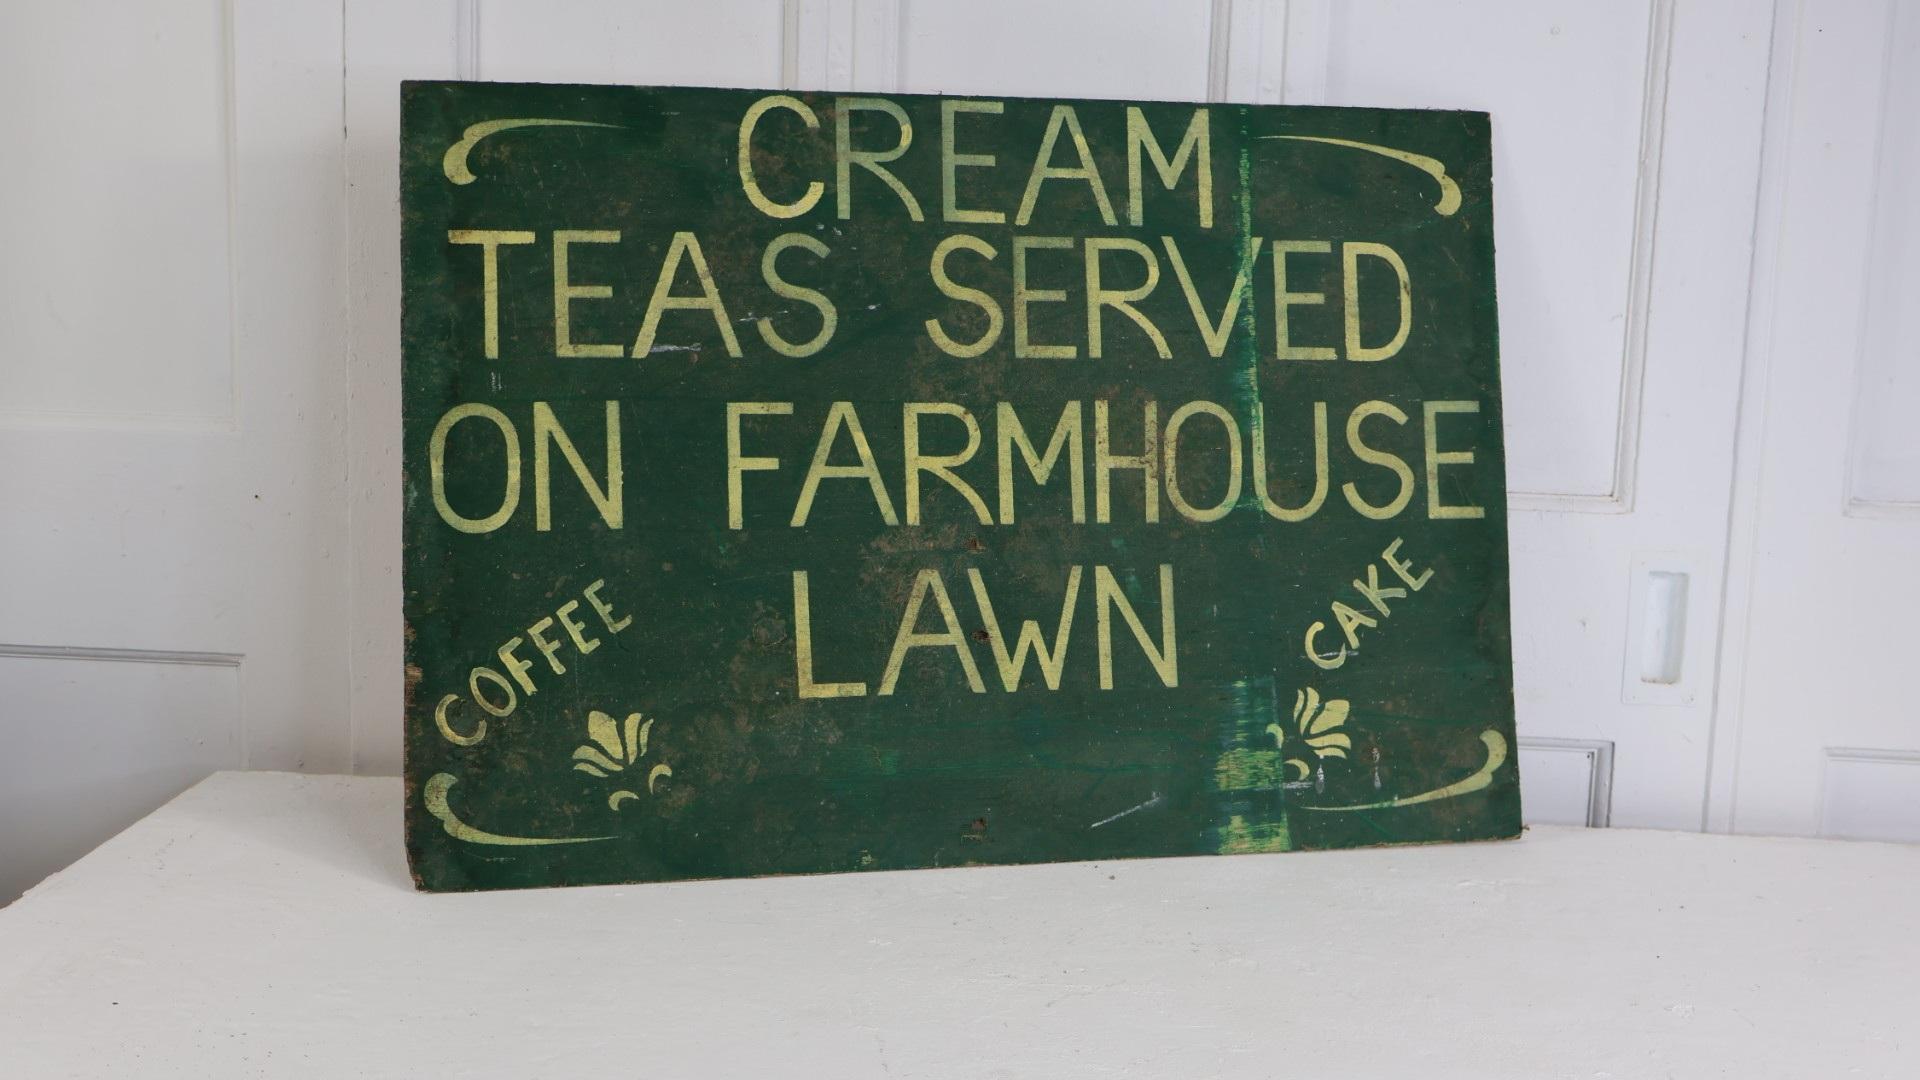 CREAM
TEAS SERVED
ON FARMHOUSE
LAWN
COFFEE
CAKE